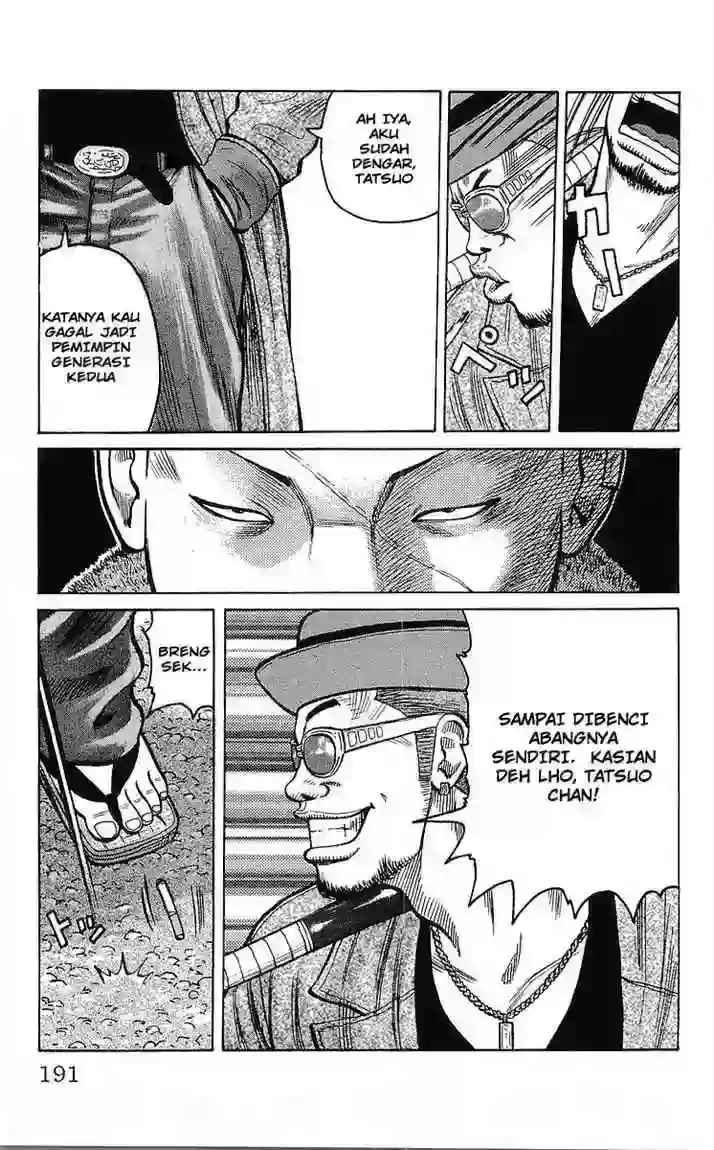 AH IYA,
AKU
SUDAH
DENGAR,
TATSUO
KATANYA KAU
GAGAL JADI
PEMIMPIN
GENERASI
KEDUA
BRENG
SEK...
SAMPAI DIBENCI
ABANGNYA
SENDIRI. KASIAN
DEH LHO, TATSUO
CHAN!
191